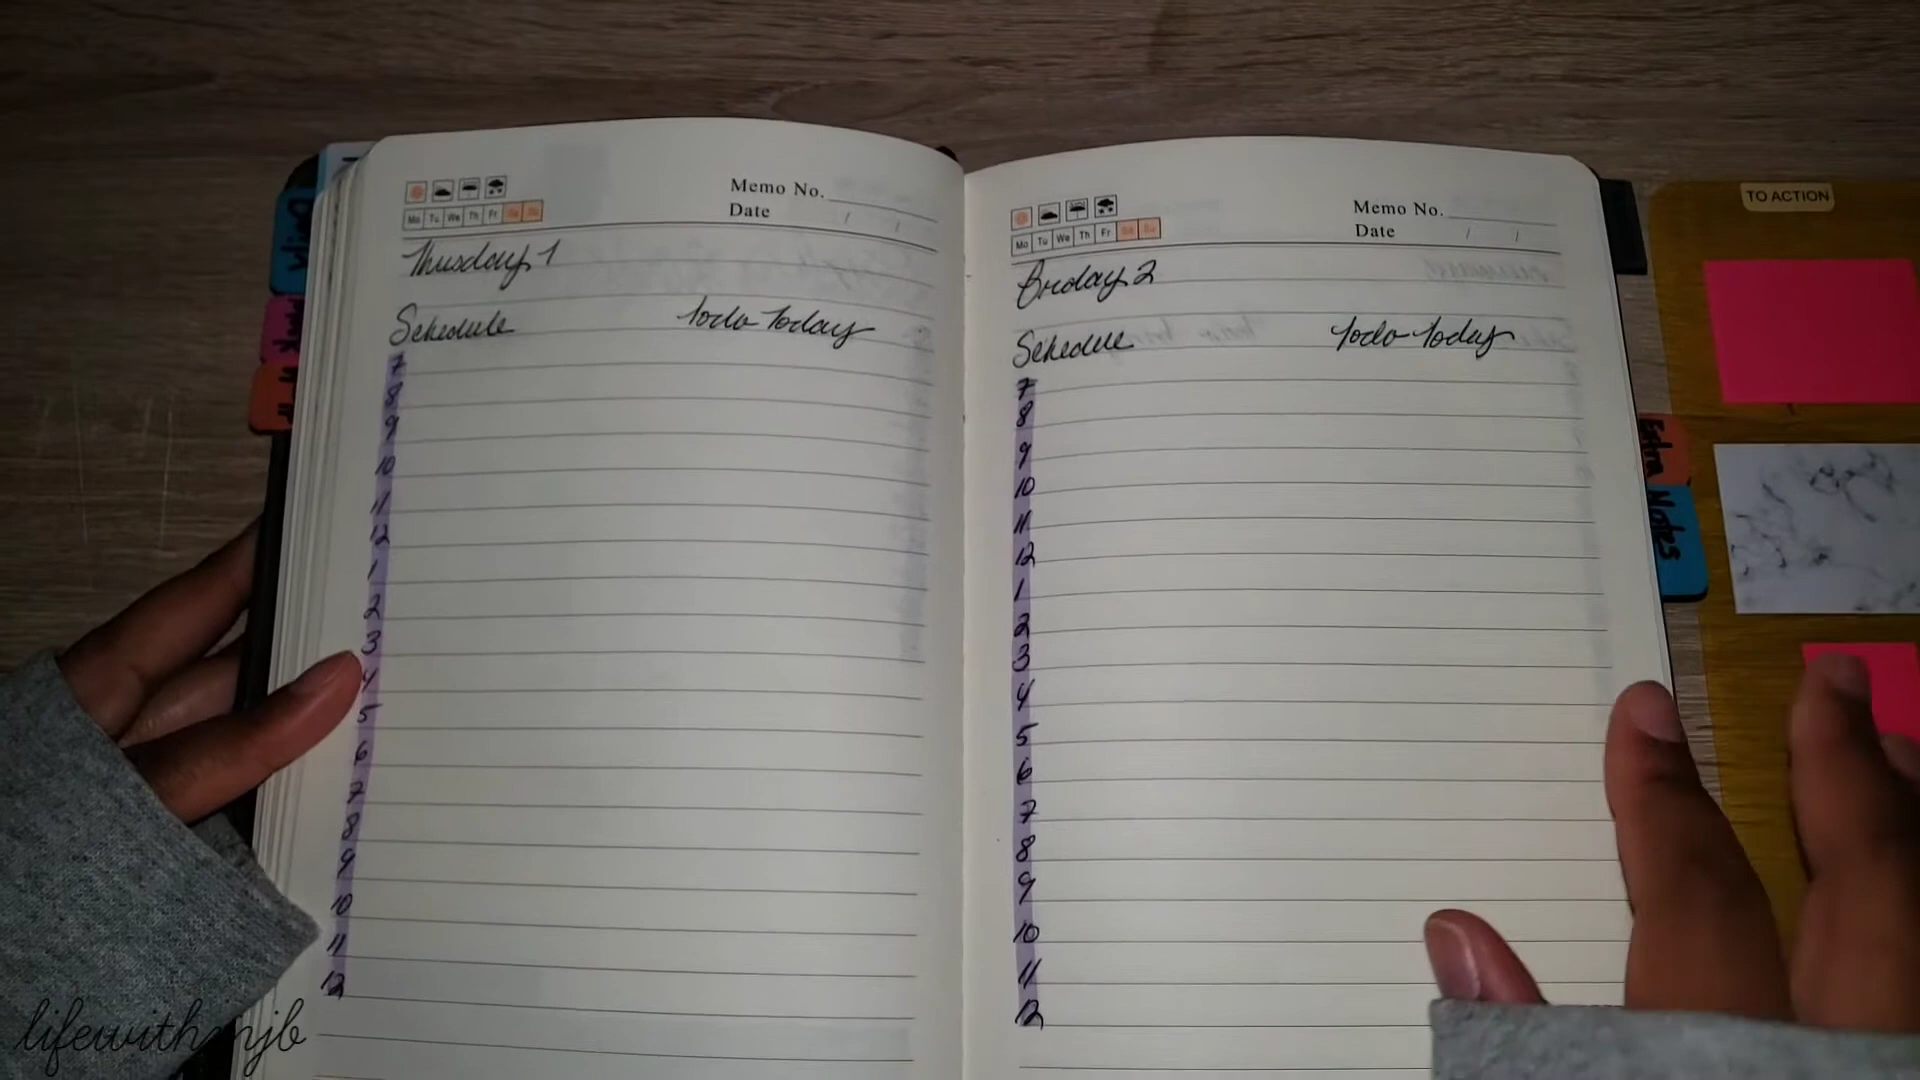 Memo No.
Mo Tu We Th Fr Sa Su
Date / /
Thusday 1
Schedule Todo Today
7
8
9
10
11
12
1
2
3
4
5
6
7
8
9
10
11
12
Memo No.
Mo Tu We Th Fr Sa Su
Date / /
Friday 2
Schedule Todo Today
7
8
9
10
11
12
1
2
3
4
5
6
7
8
9
10
11
12
TO ACTION
Extra
Notes
lifewithmjb